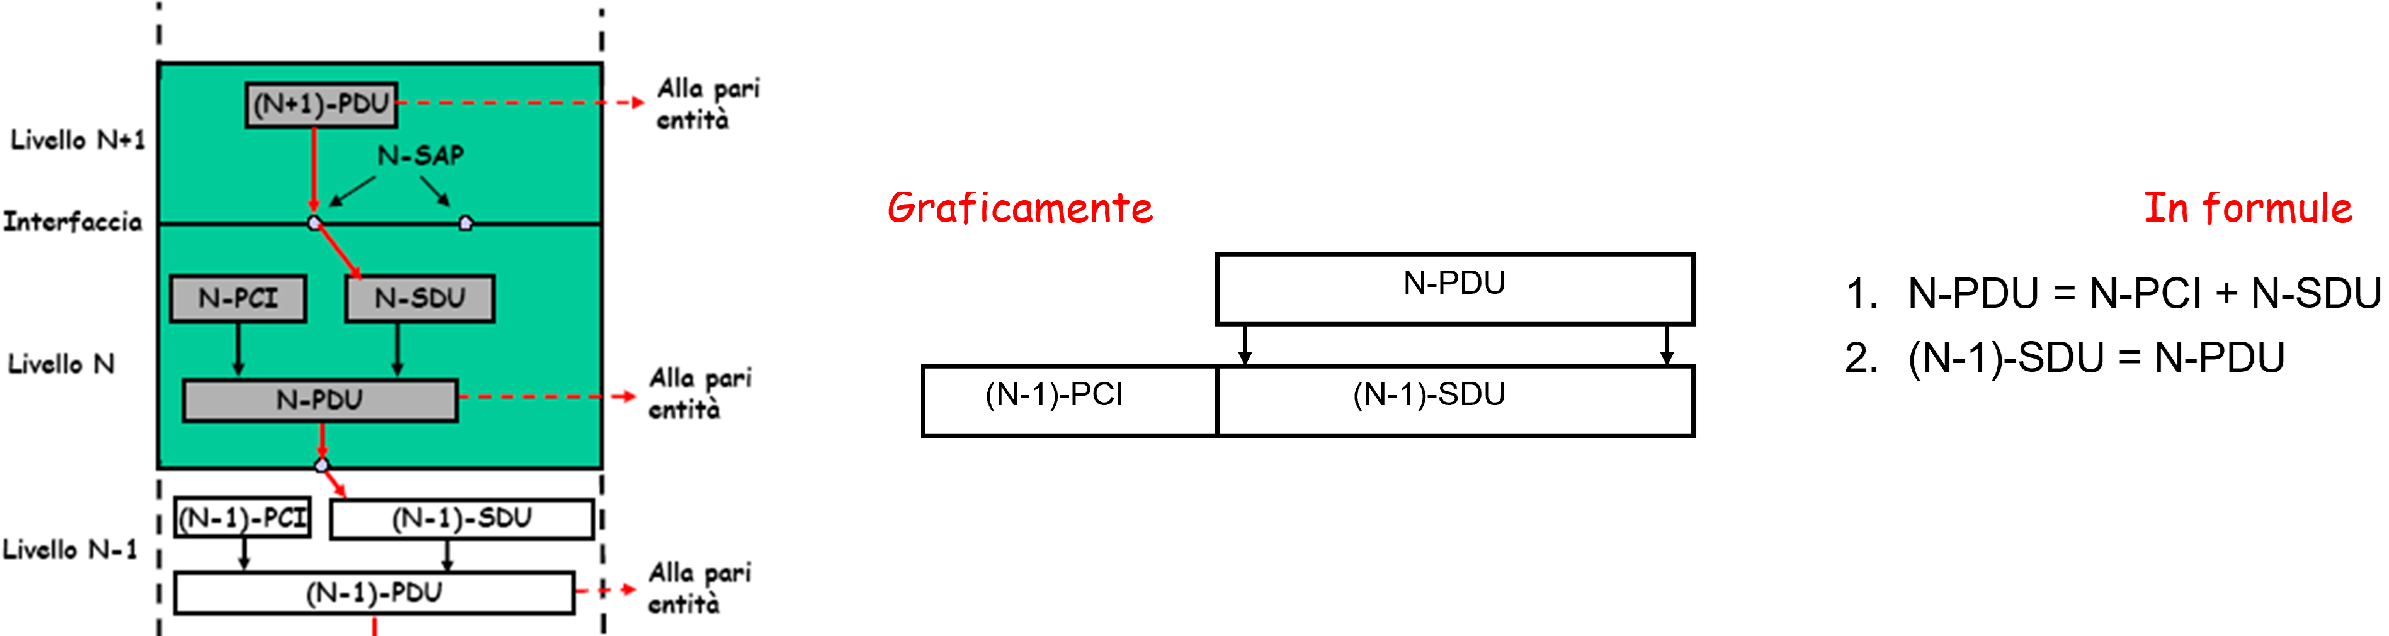 (N+1)-PDU
Alla pari
entità
Livello N+1
N-SAP
Interfaccia
N-PCI
N-SDU
Livello N
N-PDU
Alla pari
entità
(N-1)-PCI
(N-1)-SDU
Livello N-1
(N-1)-PDU
Alla pari
entità
Graficamente
N-PDU
(N-1)-PCI
(N-1)-SDU
In formule
1. N-PDU = N-PCI + N-SDU
2. (N-1)-SDU = N-PDU